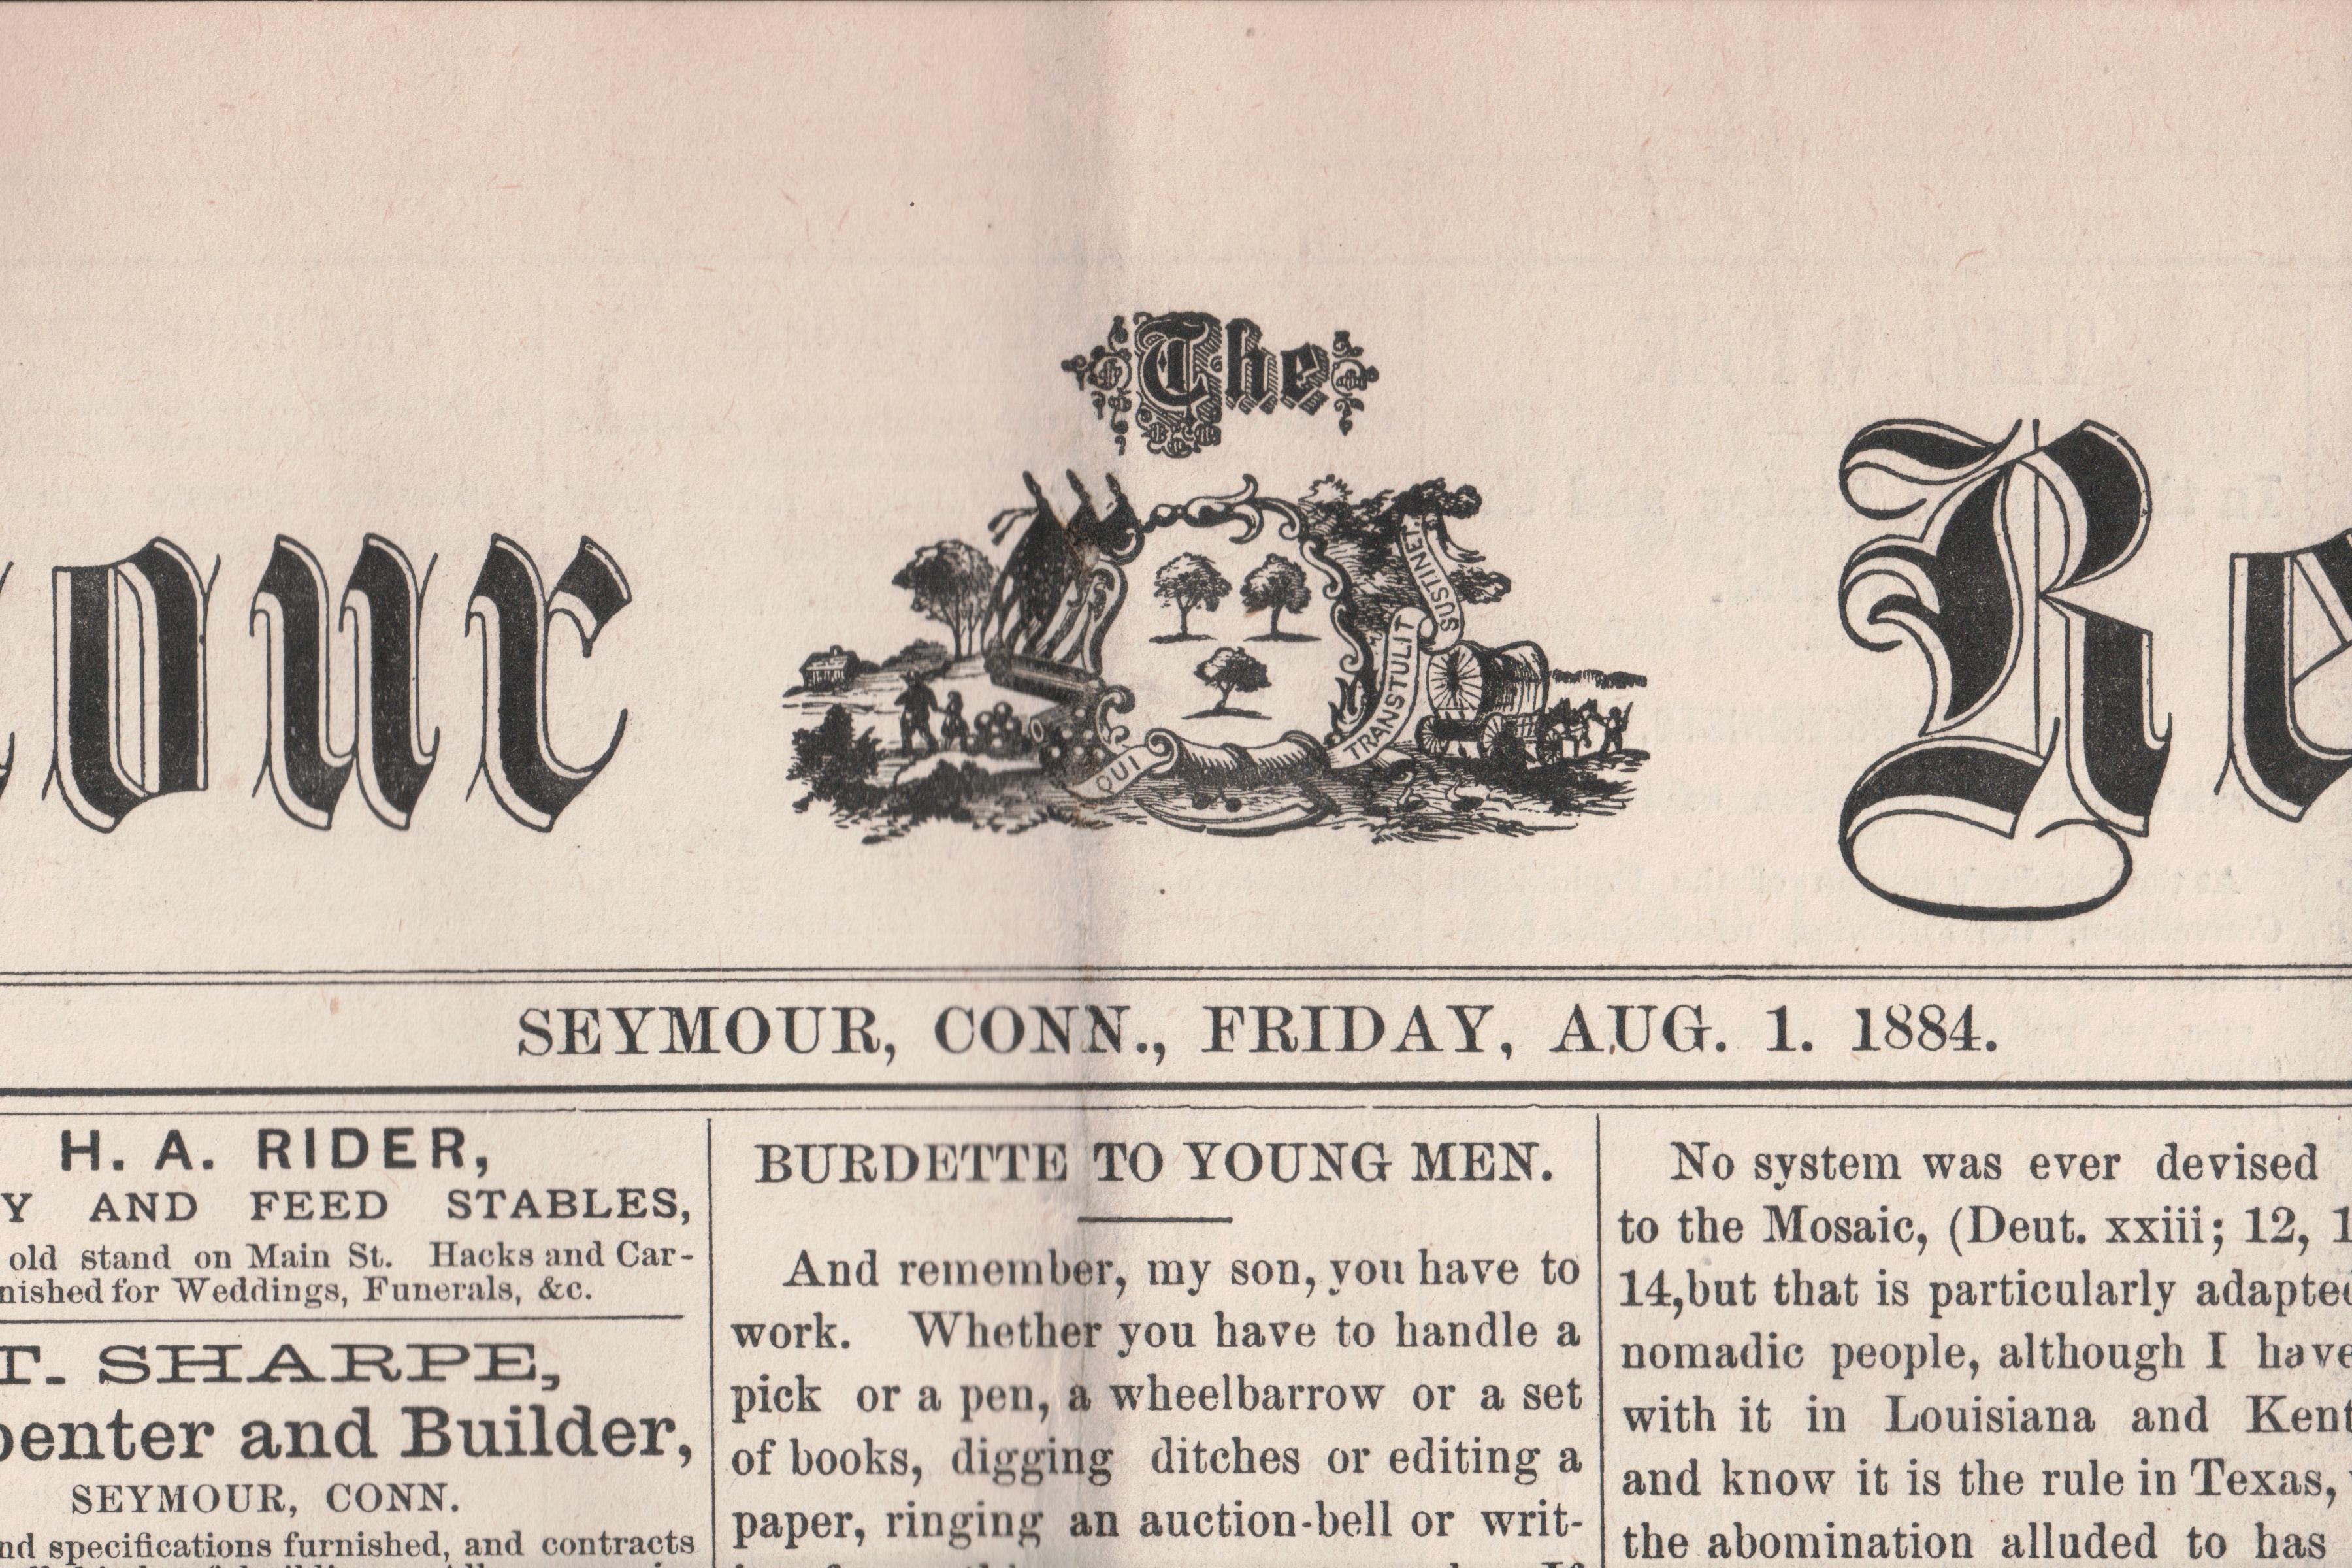 The
our
Re
QUI TRANSTULIT SUSTINET
SEYMOUR, CONN., FRIDAY, AUG. 1. 1884.
H. A. RIDER,
Y AND FEED STABLES,
old stand on Main St. Hacks and Car-
nished for Weddings, Funerals, &c.
T. SHARPE,
penter and Builder,
SEYMOUR, CONN.
nd specifications furnished, and contracts
BURDETTE TO YOUNG MEN.
And remember, my son, you have to
work. Whether you have to handle a
pick or a pen, a wheelbarrow or a set
of books, digging ditches or editing a
paper, ringing an auction-bell or writ-
No system was ever devised
to the Mosaic, (Deut. xxiii; 12, 1
14,but that is particularly adapted
nomadic people, although I have
with it in Louisiana and Kent
and know it is the rule in Texas,
the abomination alluded to has